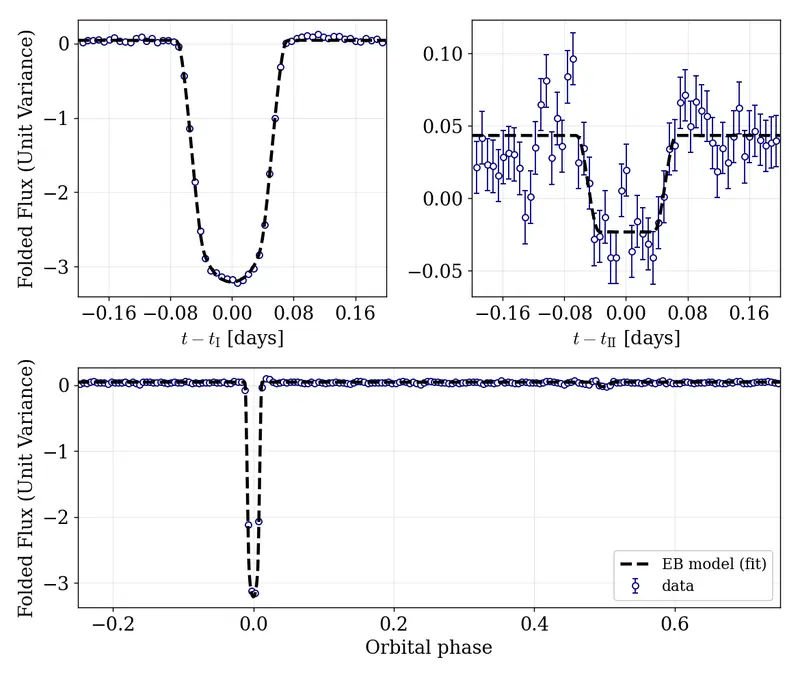 Folded Flux (Unit Variance)
0
−1
−2
−3
−0.16 −0.08 0.00 0.08 0.16
t − tI [days]
0.10
0.05
0.00
−0.05
−0.16 −0.08 0.00 0.08 0.16
t − tII [days]
Folded Flux (Unit Variance)
0
−1
−2
−3
EB model (fit)
data
−0.2 0.0 0.2 0.4 0.6
Orbital phase